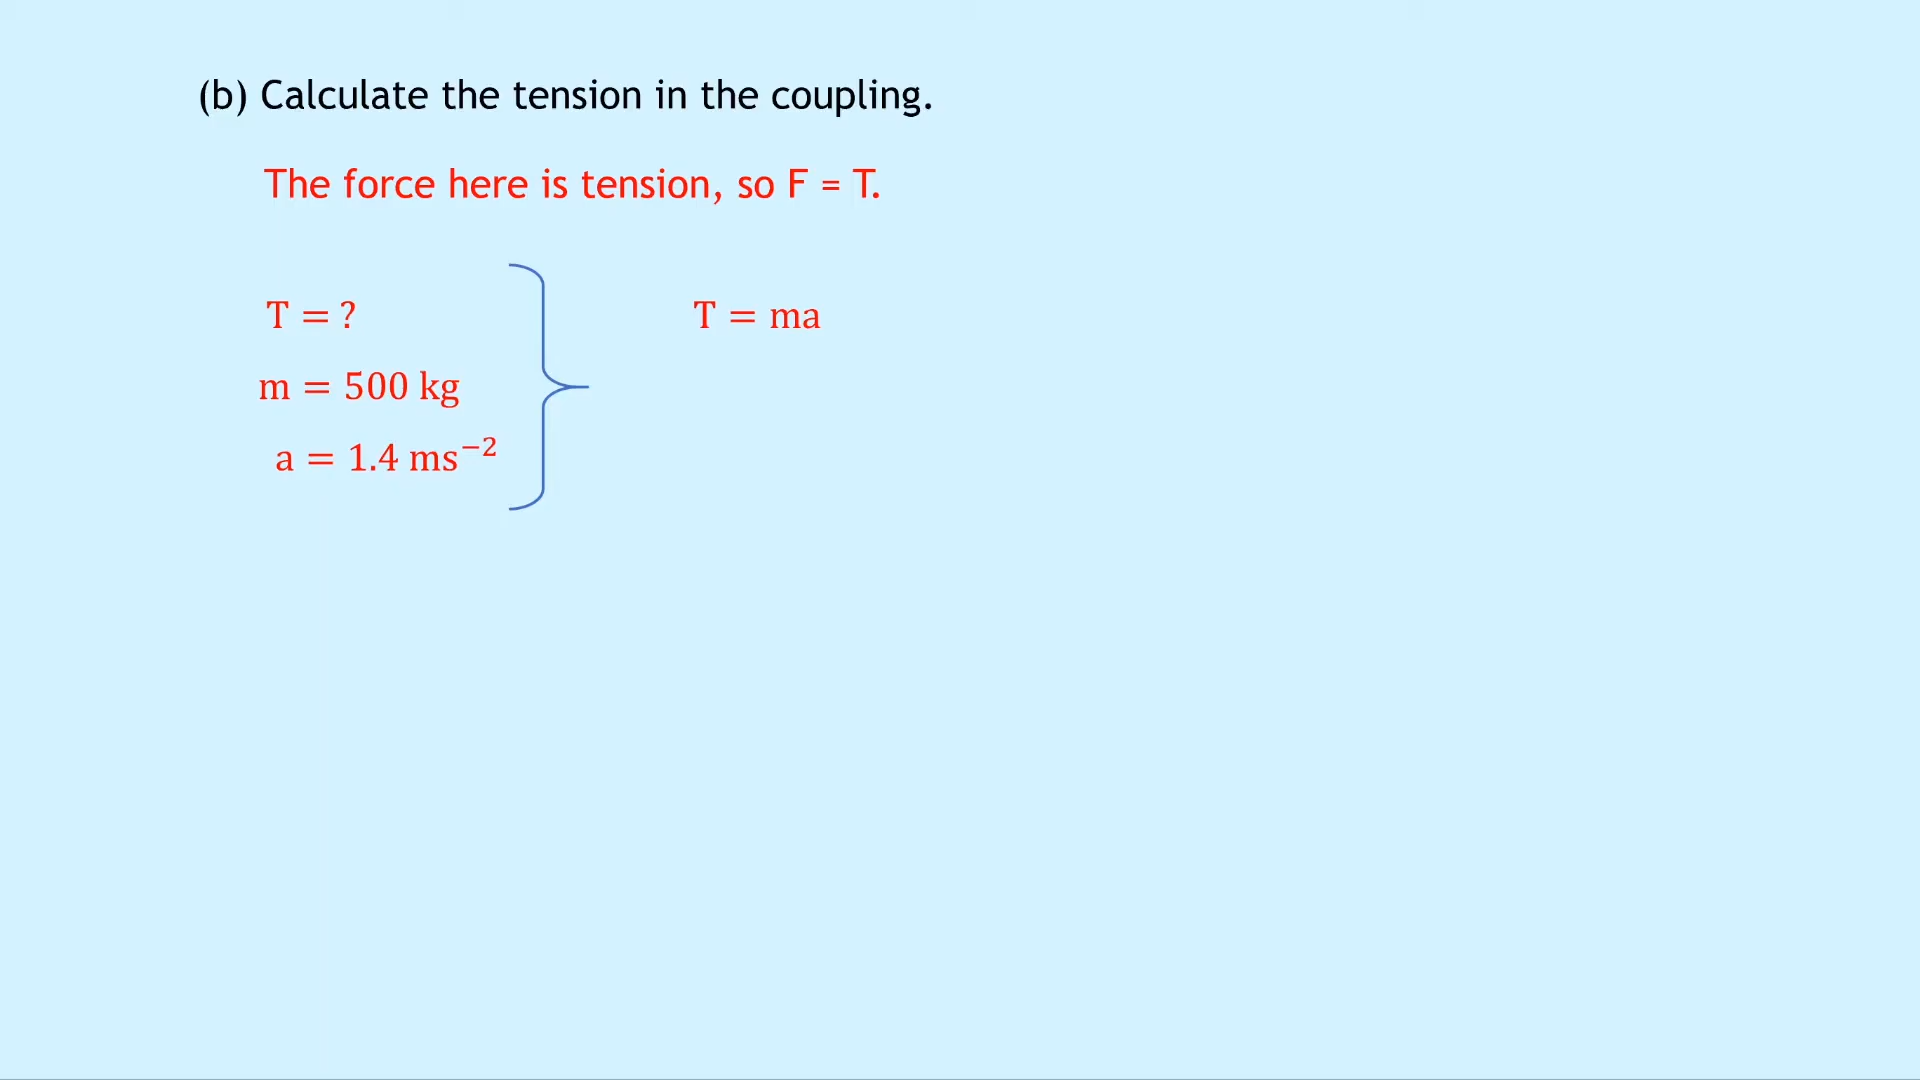 (b) Calculate the tension in the coupling.
The force here is tension, so F = T.
T = ?
T = ma
m = 500 kg
a = 1.4 ms⁻²